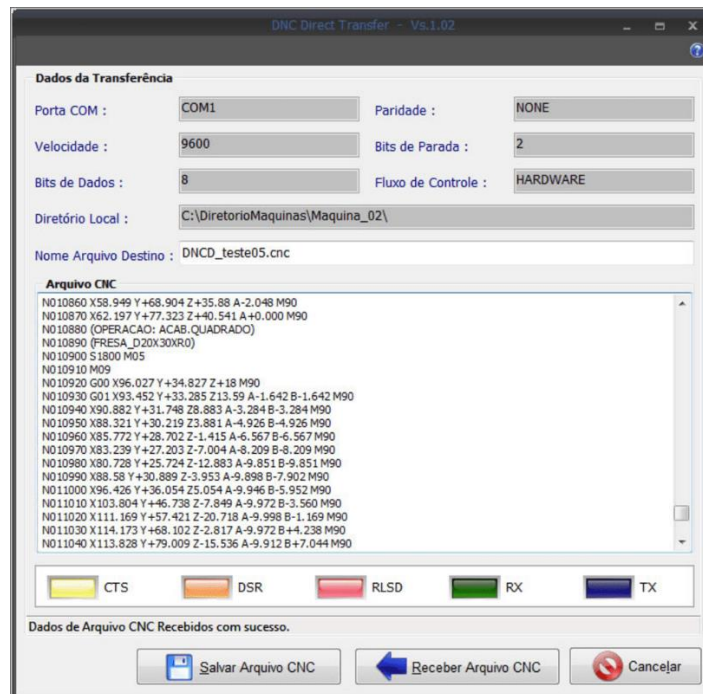 DNC Direct Transfer - Vs.1.02
Dados da Transferência
Porta COM : COM1 Paridade : NONE
Velocidade : 9600 Bits de Parada : 2
Bits de Dados : 8 Fluxo de Controle : HARDWARE
Diretório Local : C:\DiretorioMaquinas\Maquina_02\
Nome Arquivo Destino : DNCD_teste05.cnc
Arquivo CNC
N010860 X58.949 Y+68.904 Z+35.88 A-2.048 M90
N010870 X62.197 Y+77.323 Z+40.541 A+0.000 M90
N010880 (OPERACAO: ACAB.QUADRADO)
N010890 (FRESA_D20X30XR0)
N010900 S1800 M05
N010910 M09
N010920 G00 X96.027 Y+34.827 Z+18 M90
N010930 G01 X93.452 Y+33.285 Z13.59 A-1.642 B-1.642 M90
N010940 X90.882 Y+31.748 Z8.883 A-3.284 B-3.284 M90
N010950 X88.321 Y+30.219 Z3.881 A-4.926 B-4.926 M90
N010960 X85.772 Y+28.702 Z-1.415 A-6.567 B-6.567 M90
N010970 X83.239 Y+27.203 Z-7.004 A-8.209 B-8.209 M90
N010980 X80.728 Y+25.724 Z-12.883 A-9.851 B-9.851 M90
N010990 X88.58 Y+30.889 Z-3.953 A-9.898 B-7.902 M90
N011000 X96.426 Y+36.054 Z5.054 A-9.946 B-5.952 M90
N011010 X103.804 Y+46.738 Z-7.849 A-9.972 B-3.560 M90
N011020 X111.169 Y+57.421 Z-20.718 A-9.998 B-1.169 M90
N011030 X114.173 Y+68.102 Z-2.817 A-9.972 B+4.238 M90
N011040 X113.828 Y+79.009 Z-15.536 A-9.912 B+7.044 M90
CTS DSR RLSD RX TX
Dados de Arquivo CNC Recebidos com sucesso.
Salvar Arquivo CNC Receber Arquivo CNC Cancelar